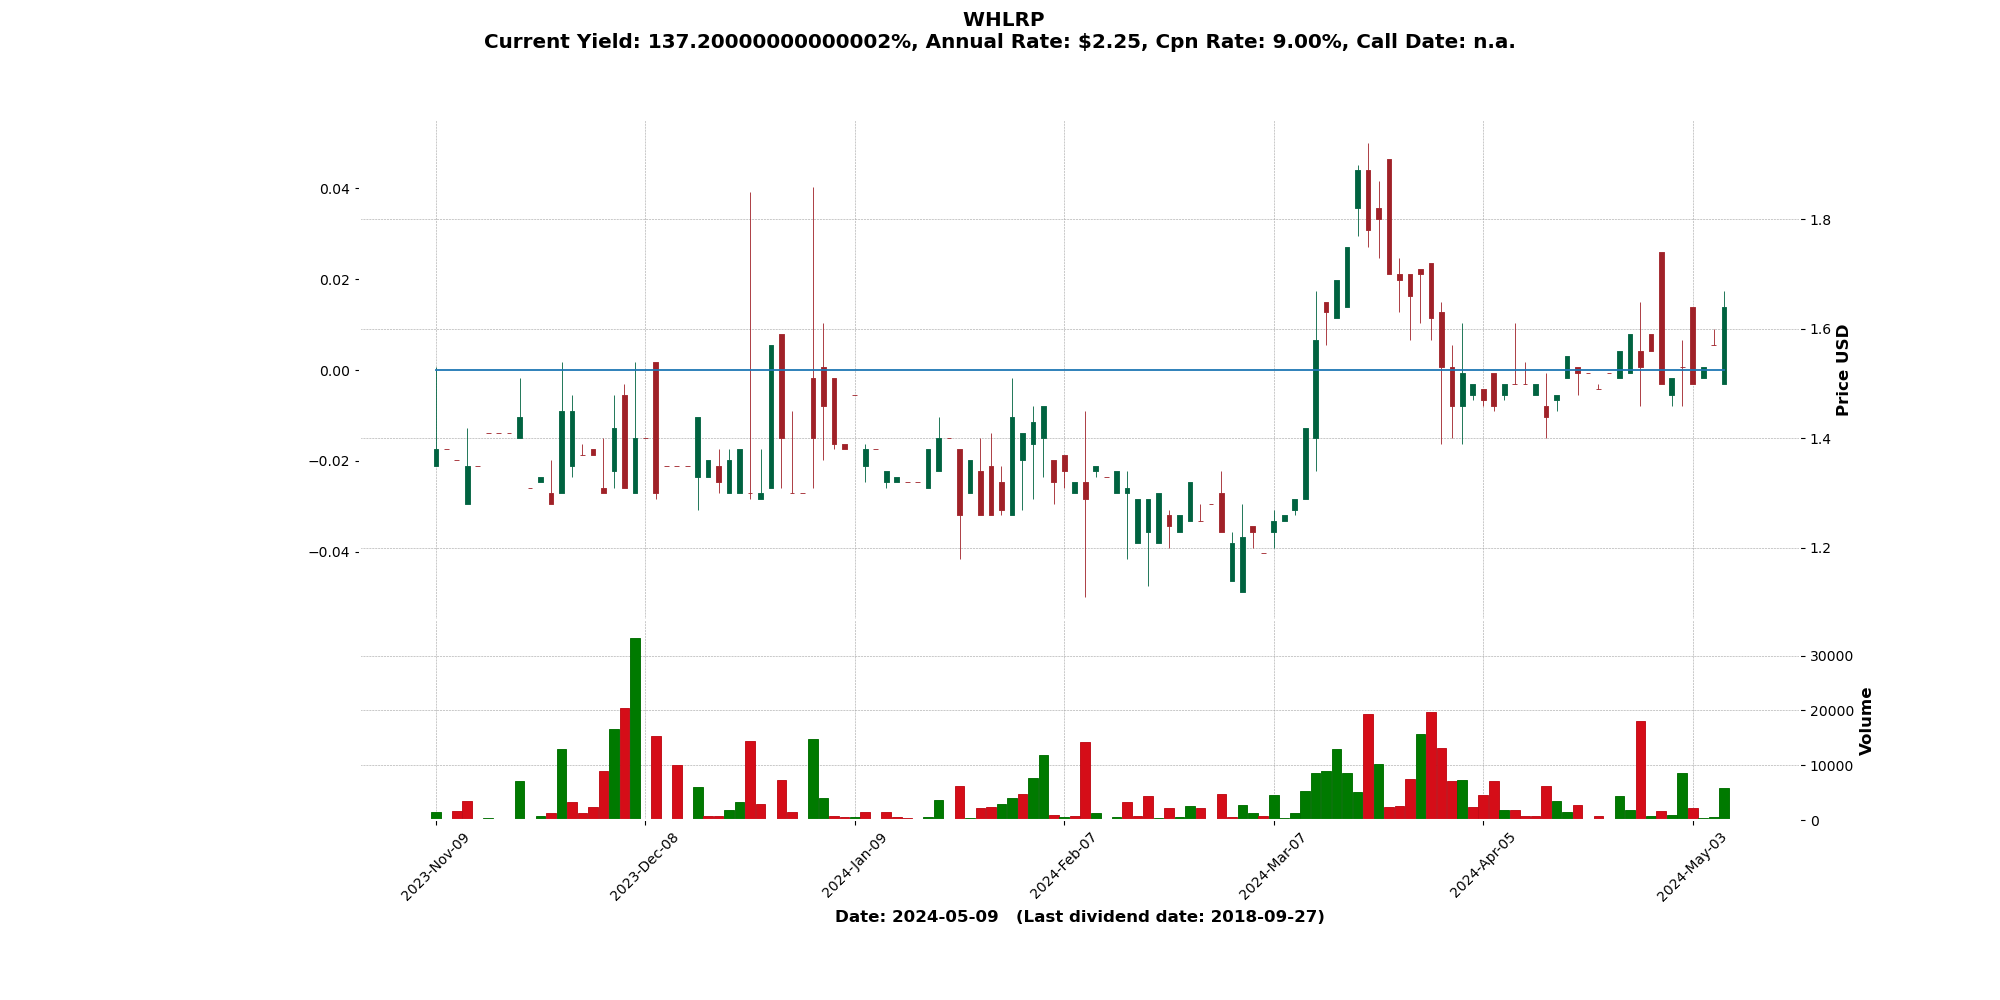 WHLRP
Current Yield: 137.20000000000002%, Annual Rate: $2.25, Cpn Rate: 9.00%, Call Date: n.a.
0.04
0.02
0.00
−0.02
−0.04
1.8
1.6
1.4
1.2
Price USD
30000
20000
10000
0
Volume
2023-Nov-09
2023-Dec-08
2024-Jan-09
2024-Feb-07
2024-Mar-07
2024-Apr-05
2024-May-03
Date: 2024-05-09 (Last dividend date: 2018-09-27)